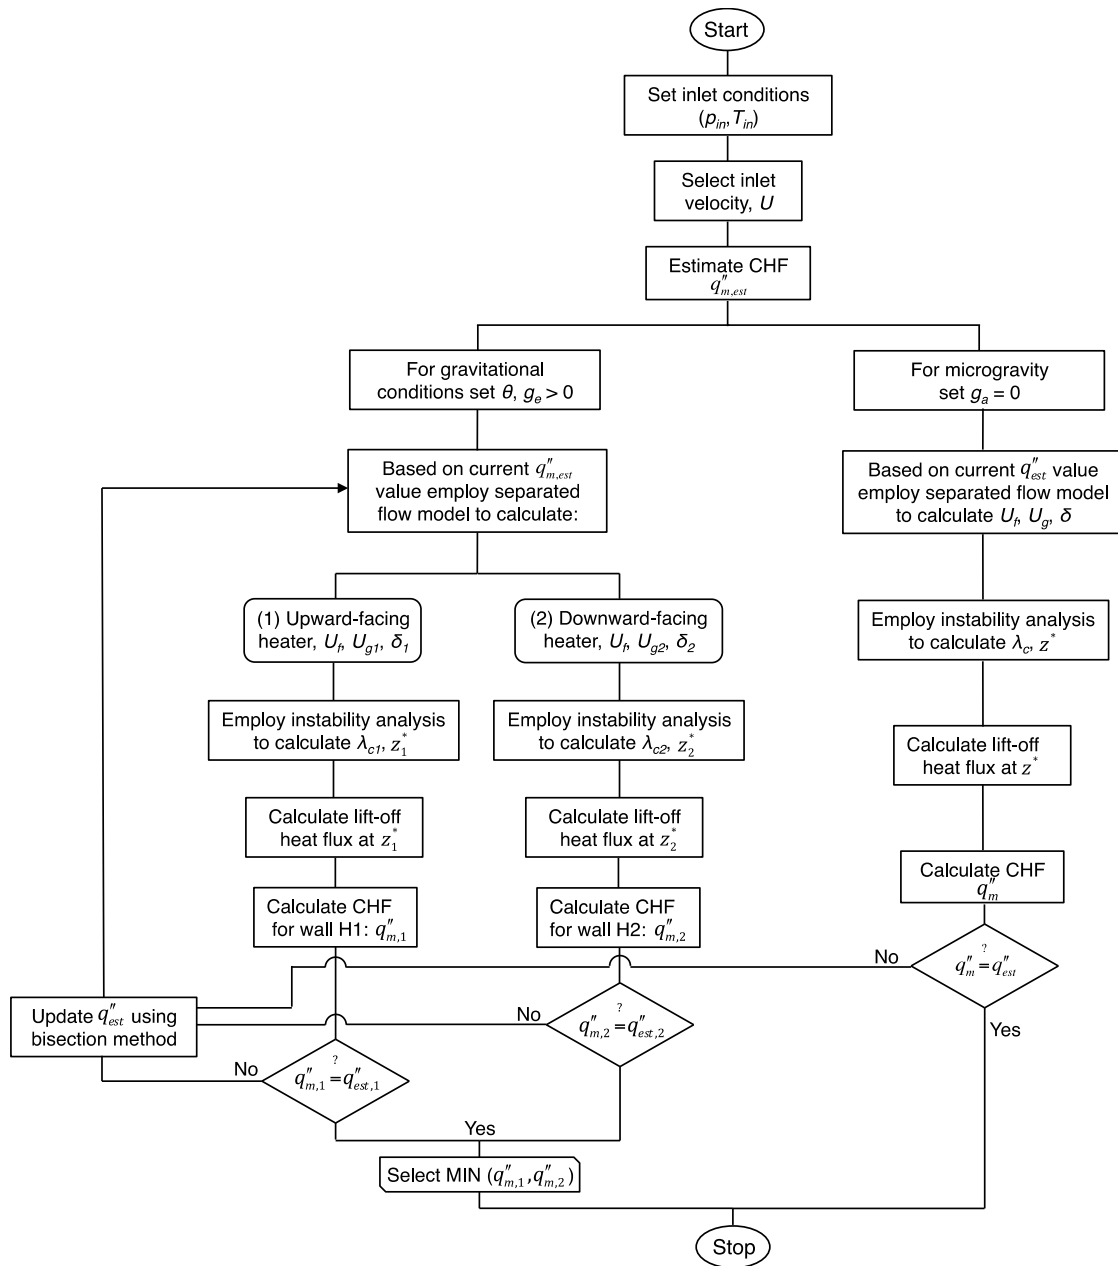 Start
Set inlet conditions
(p_in, T_in)
Select inlet
velocity, U
Estimate CHF
q″_m,est
For gravitational
conditions set θ, g_e > 0
For microgravity
set g_a = 0
Based on current q″_m,est
value employ separated
flow model to calculate:
Based on current q″_est value
employ separated flow model
to calculate U_f, U_g, δ
(1) Upward-facing
heater, U_f, U_g1, δ_1
(2) Downward-facing
heater, U_f, U_g2, δ_2
Employ instability analysis
to calculate λ_c, z*
Employ instability analysis
to calculate λ_c1, z_1*
Employ instability analysis
to calculate λ_c2, z_2*
Calculate lift-off
heat flux at z*
Calculate lift-off
heat flux at z_1*
Calculate lift-off
heat flux at z_2*
Calculate CHF
q″_m
Calculate CHF
for wall H1: q″_m,1
Calculate CHF
for wall H2: q″_m,2
No
?
q″_m = q″_est
Yes
Update q″_est using
bisection method
No
?
q″_m,2 = q″_est,2
No
?
q″_m,1 = q″_est,1
Yes
Select MIN (q″_m,1, q″_m,2)
Stop